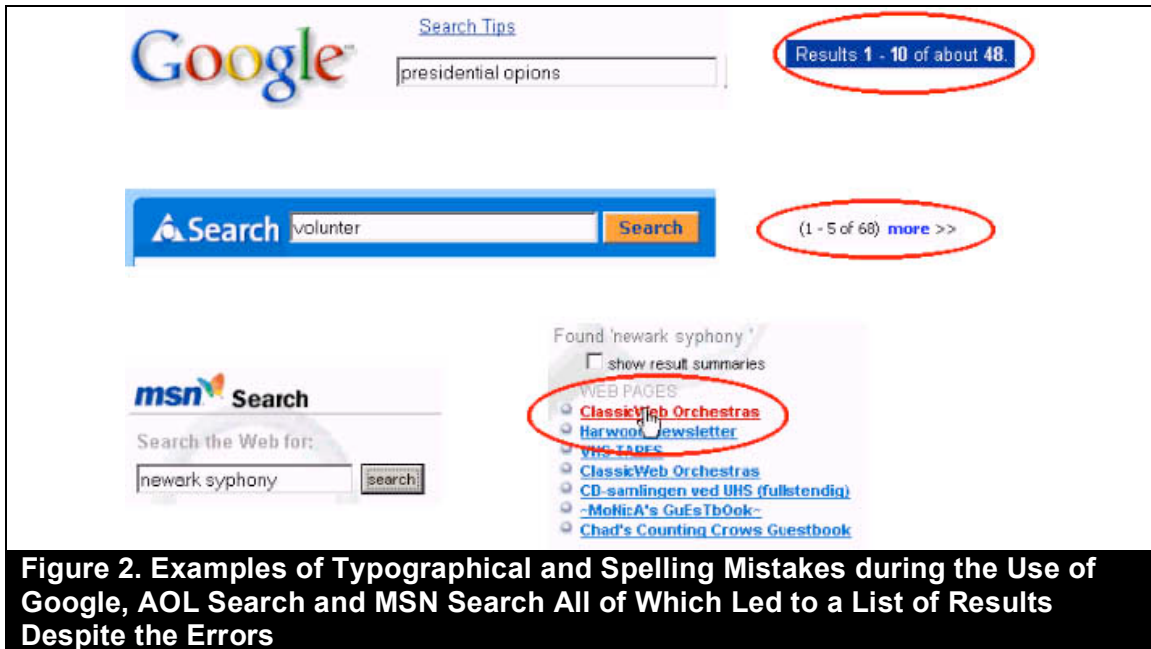 Google™
Search Tips
presidential opions
Results 1 - 10 of about 48.
Search volunter Search
(1 - 5 of 68) more >>
msn Search
Search the Web for:
newark syphony search
Found 'newark syphony '
show result summaries
WEB PAGES
ClassicWeb Orchestras
Harwood Newsletter
VHS TAPES
ClassicWeb Orchestras
CD-samlingen ved UHS (fullstendig)
~MoNicA's GuEsTbOok~
Chad's Counting Crows Guestbook
Figure 2. Examples of Typographical and Spelling Mistakes during the Use of
Google, AOL Search and MSN Search All of Which Led to a List of Results
Despite the Errors